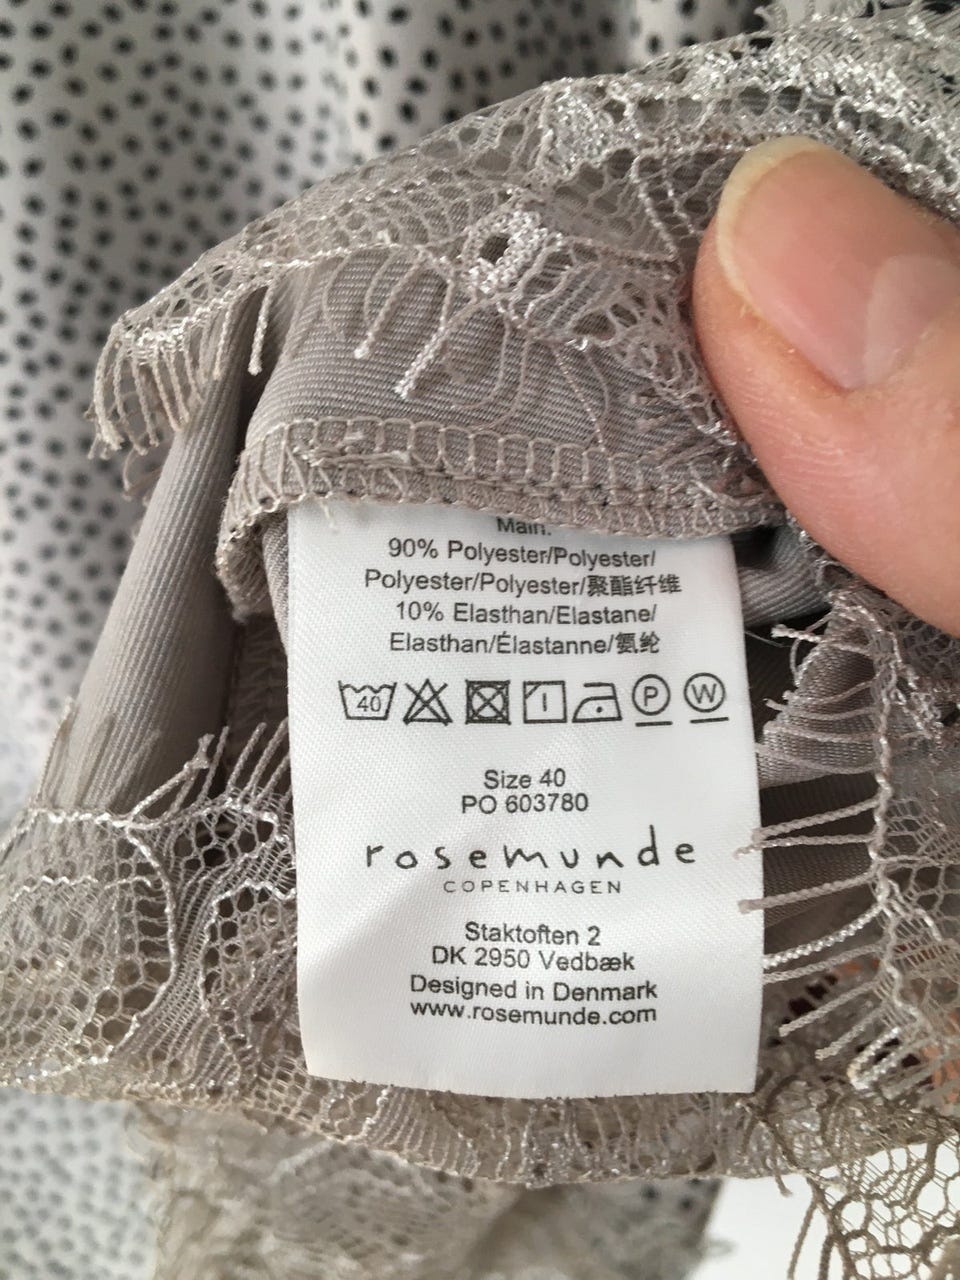 Main:
90% Polyester/Polyester/
Polyester/Polyester/聚酯纤维
10% Elasthan/Elastane/
Elasthan/Élastanne/氨纶
40 P W
Size 40
PO 603780
rosemunde
COPENHAGEN
Staktoften 2
DK 2950 Vedbæk
Designed in Denmark
www.rosemunde.com